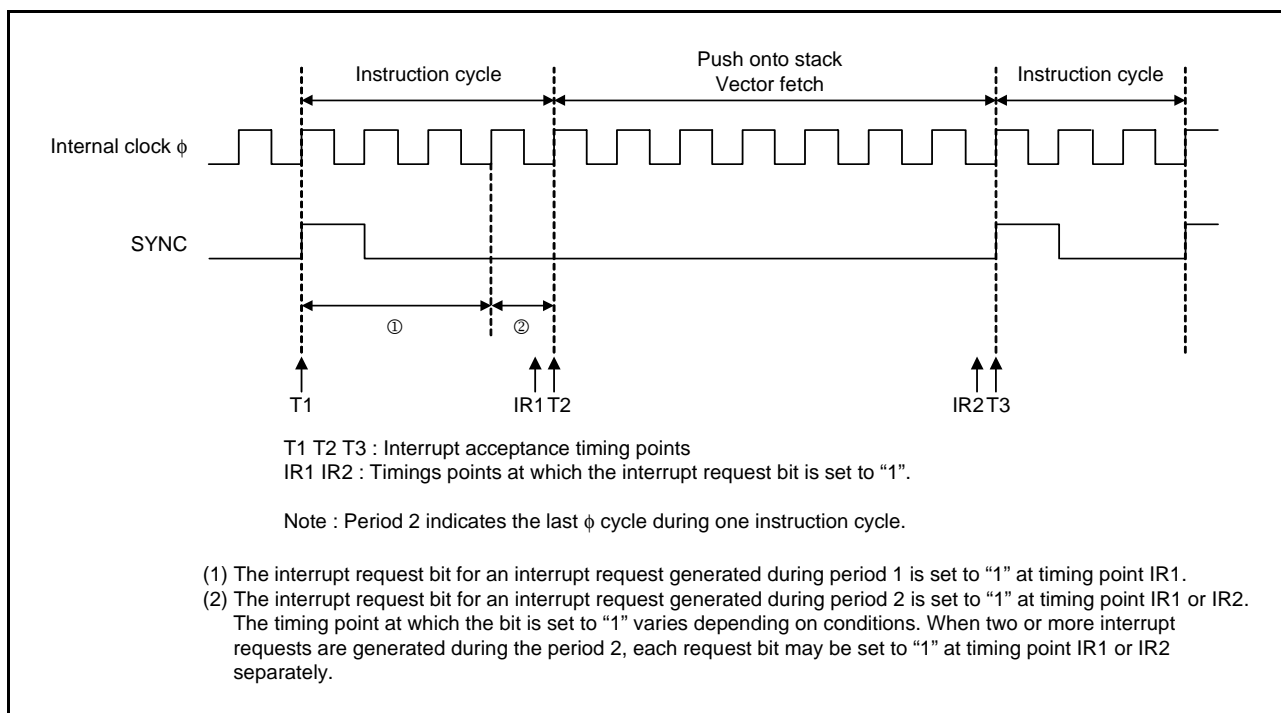 Push onto stack
Instruction cycle
Vector fetch
Instruction cycle
Internal clock ϕ
SYNC
①
②
T1
IR1 T2
IR2 T3
T1 T2 T3 : Interrupt acceptance timing points
IR1 IR2 : Timings points at which the interrupt request bit is set to “1”.
Note : Period 2 indicates the last ϕ cycle during one instruction cycle.
(1) The interrupt request bit for an interrupt request generated during period 1 is set to “1” at timing point IR1.
(2) The interrupt request bit for an interrupt request generated during period 2 is set to “1” at timing point IR1 or IR2.
The timing point at which the bit is set to “1” varies depending on conditions. When two or more interrupt
requests are generated during the period 2, each request bit may be set to “1” at timing point IR1 or IR2
separately.